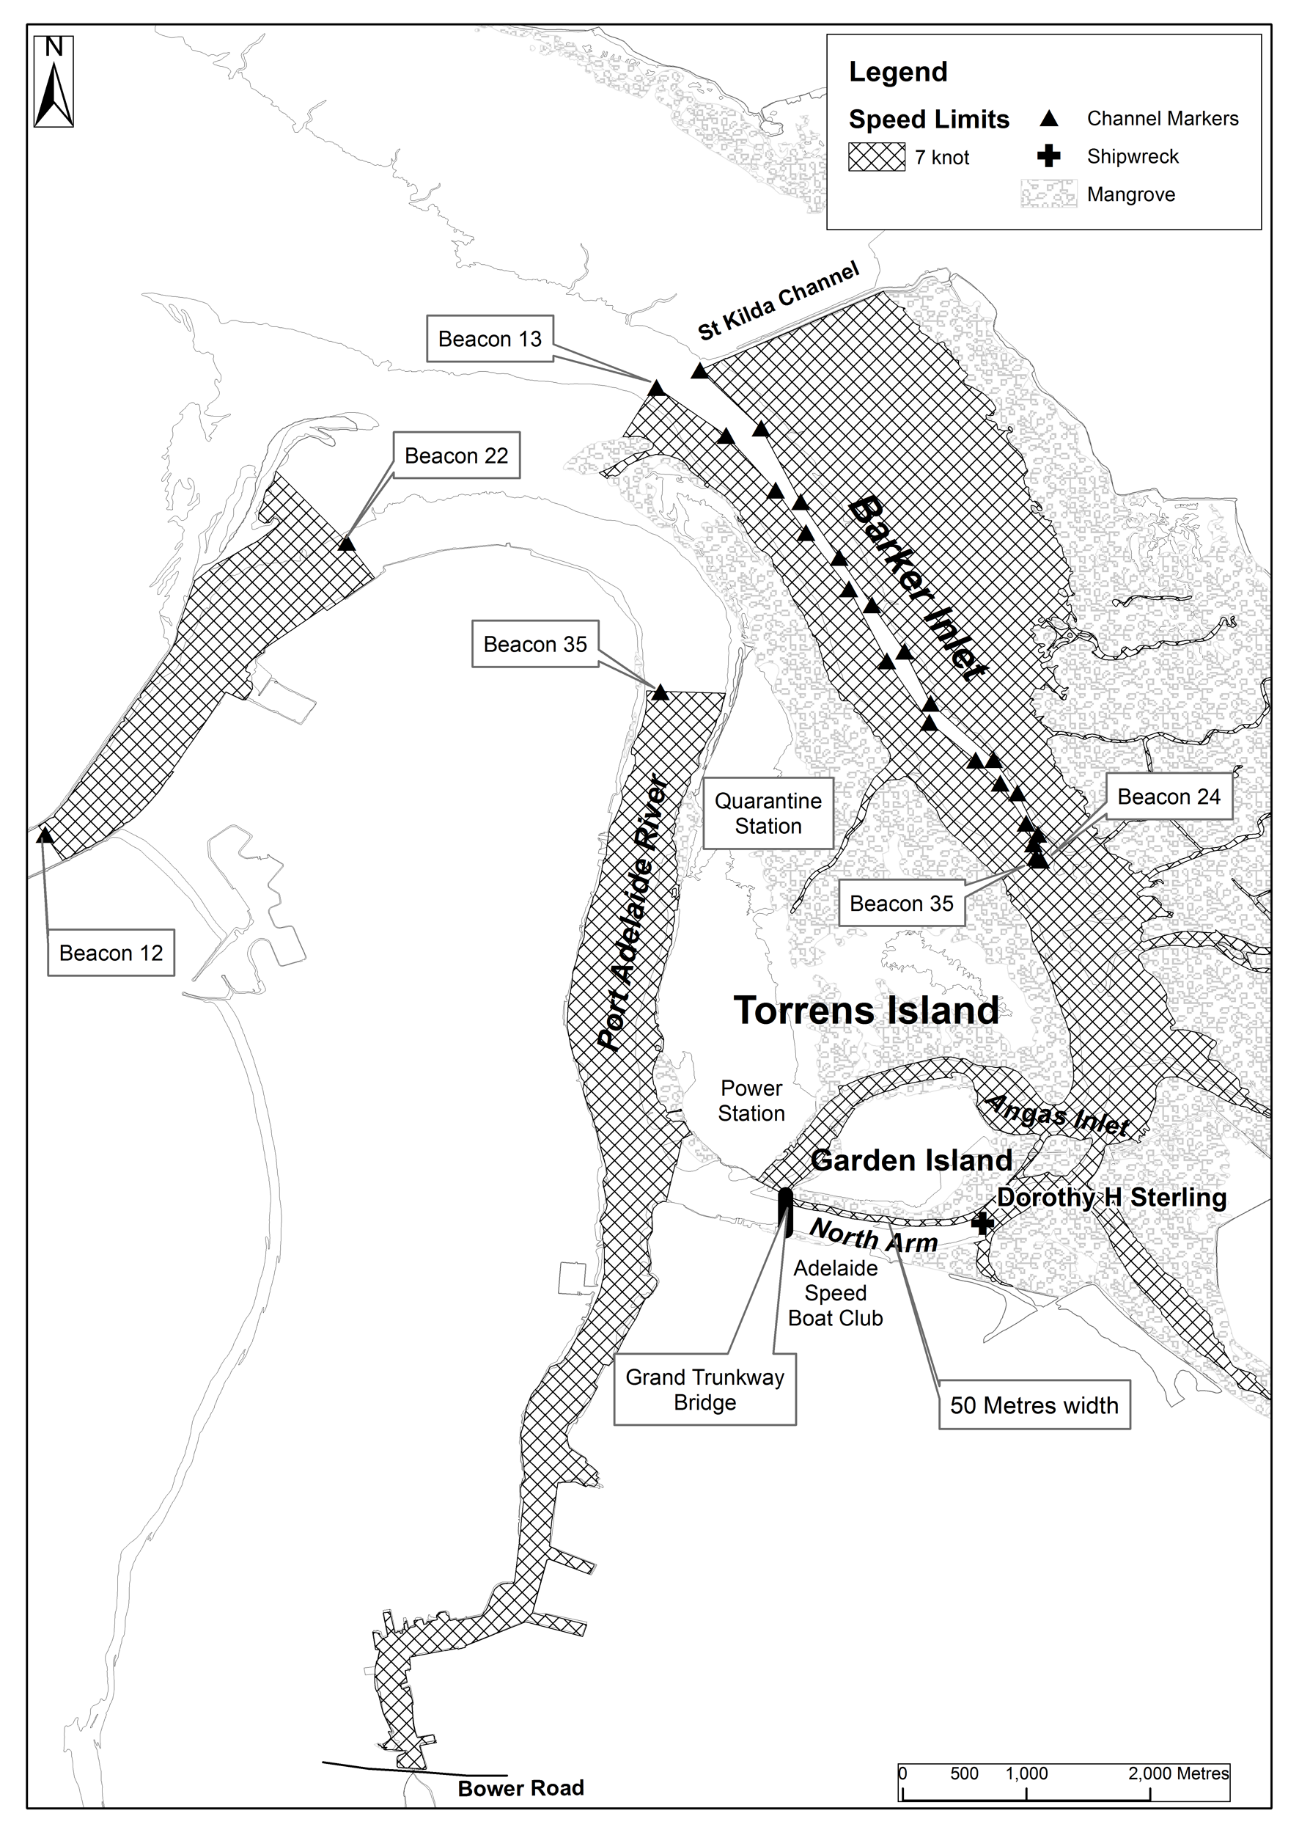 N
Legend
Speed Limits
7 knot
Channel Markers
Shipwreck
Mangrove
St Kilda Channel
Beacon 13
Beacon 22
Barker Inlet
Beacon 35
Port Adelaide River
Quarantine
Station
Beacon 24
Beacon 35
Beacon 12
Torrens Island
Power
Station
Angas Inlet
Garden Island
Dorothy H Sterling
North Arm
Adelaide
Speed
Boat Club
Grand Trunkway
Bridge
50 Metres width
Bower Road
0 500 1,000 2,000 Metres